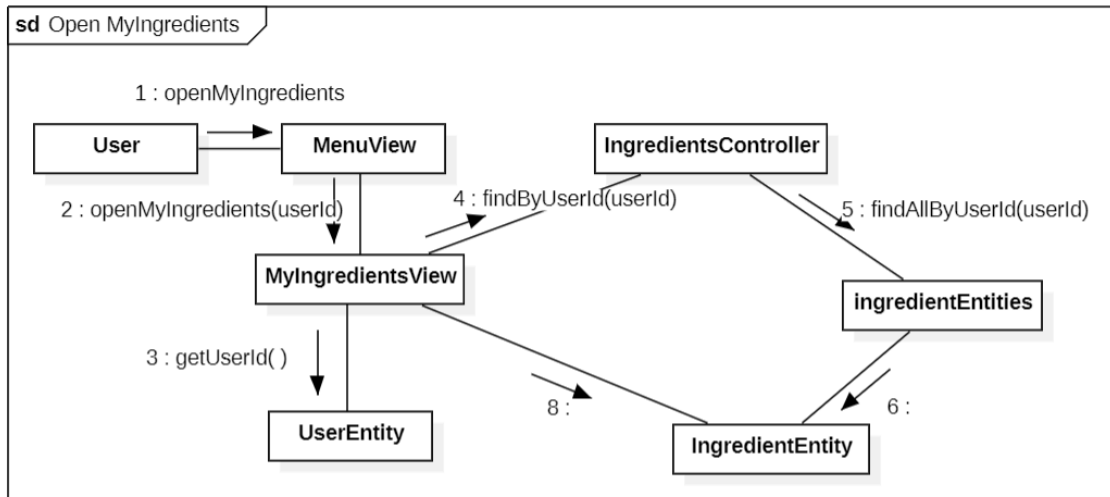 sd Open MyIngredients
1 : openMyIngredients
User
MenuView
IngredientsController
2 : openMyIngredients(userId)
4 : findByUserId(userId)
5 : findAllByUserId(userId)
MyIngredientsView
ingredientEntities
3 : getUserId( )
8 :
6 :
UserEntity
IngredientEntity